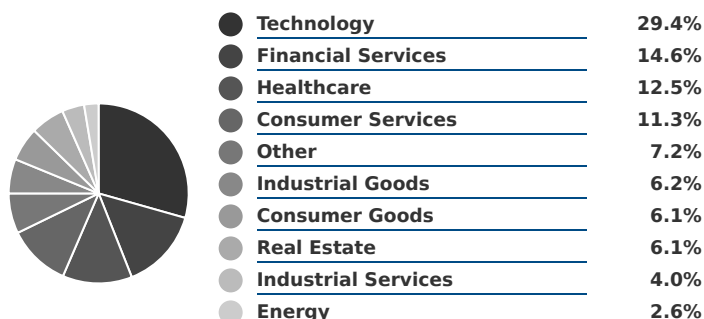 Technology 29.4%
Financial Services 14.6%
Healthcare 12.5%
Consumer Services 11.3%
Other 7.2%
Industrial Goods 6.2%
Consumer Goods 6.1%
Real Estate 6.1%
Industrial Services 4.0%
Energy 2.6%